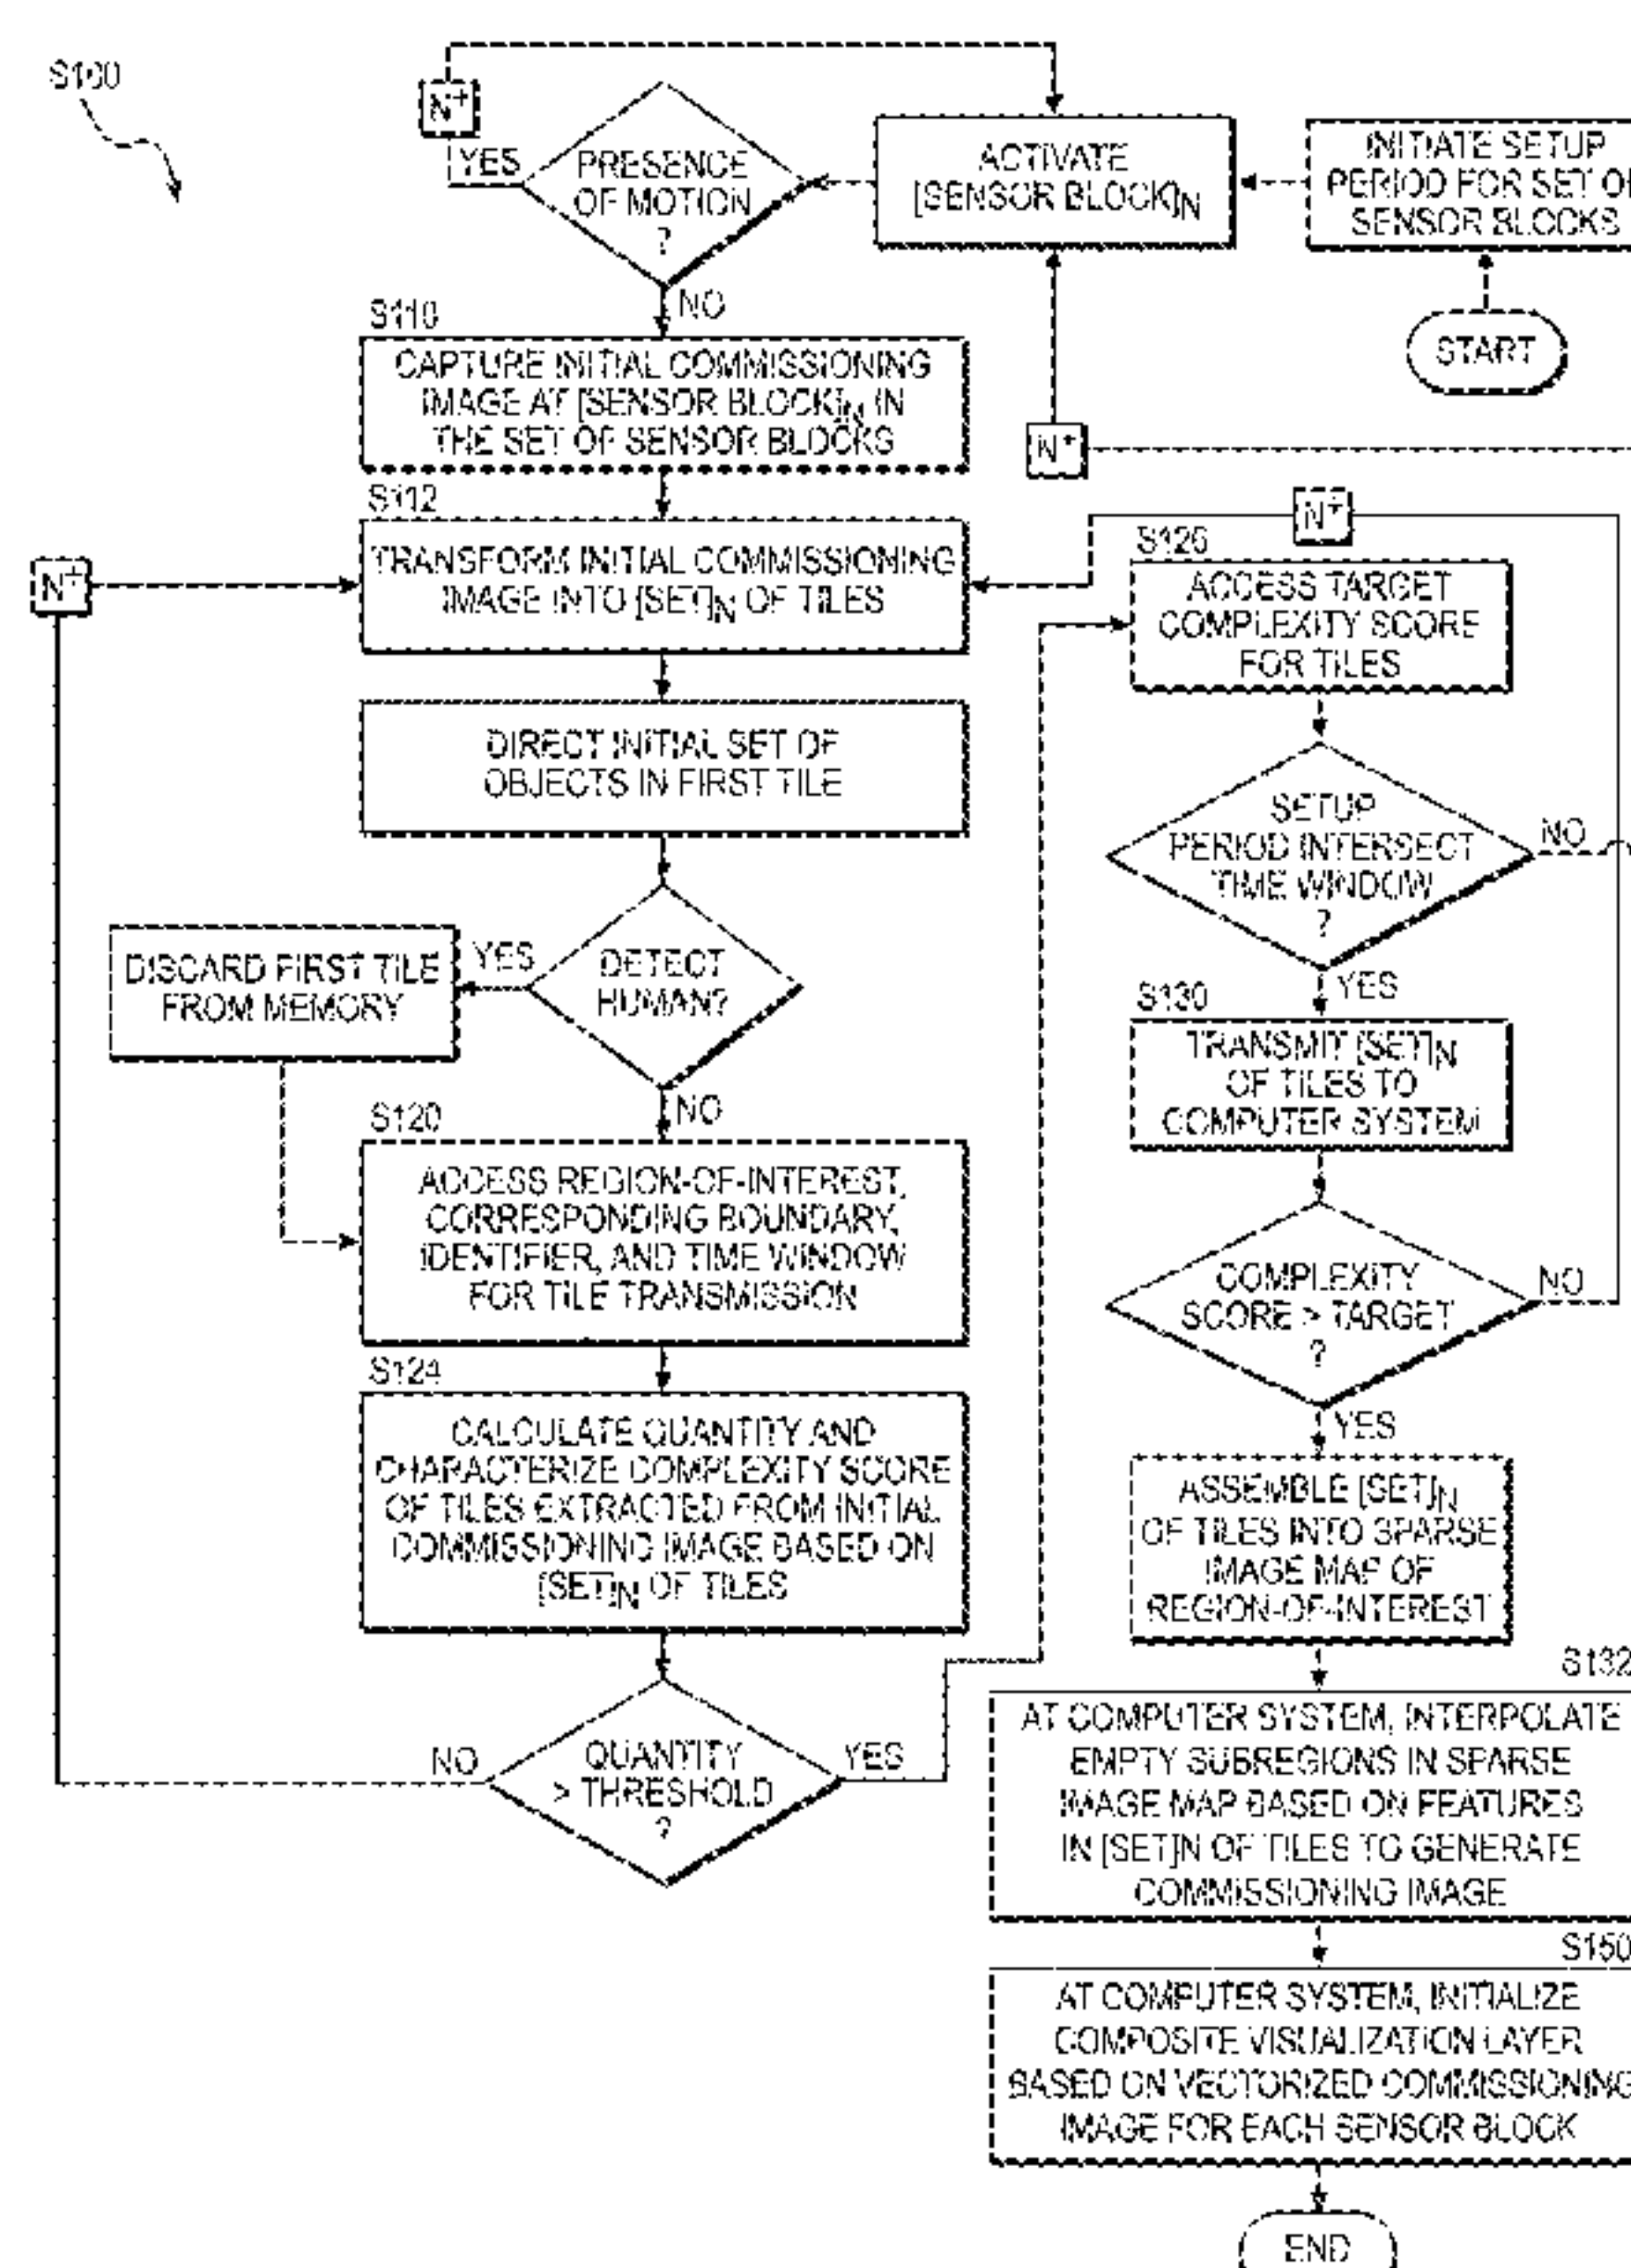 S100
N+
YES
PRESENCE
OF MOTION
?
NO
ACTIVATE
[SENSOR BLOCK]N
INITIATE SETUP
PERIOD FOR SET OF
SENSOR BLOCKS
START
N+
S110
CAPTURE INITIAL COMMISSIONING
IMAGE AT [SENSOR BLOCK]N IN
THE SET OF SENSOR BLOCKS
S112
TRANSFORM INITIAL COMMISSIONING
IMAGE INTO [SET]N OF TILES
N+
DIRECT INITIAL SET OF
OBJECTS IN FIRST TILE
DETECT
HUMAN?
YES
NO
DISCARD FIRST TILE
FROM MEMORY
S120
ACCESS REGION-OF-INTEREST,
CORRESPONDING BOUNDARY,
IDENTIFIER, AND TIME WINDOW
FOR TILE TRANSMISSION
S124
CALCULATE QUANTITY AND
CHARACTERIZE COMPLEXITY SCORE
OF TILES EXTRACTED FROM INITIAL
COMMISSIONING IMAGE BASED ON
[SET]N OF TILES
NO
QUANTITY
> THRESHOLD
?
YES
N+
S126
ACCESS TARGET
COMPLEXITY SCORE
FOR TILES
SETUP
PERIOD INTERSECT
TIME WINDOW
?
NO
YES
S130
TRANSMIT [SET]N
OF TILES TO
COMPUTER SYSTEM
COMPLEXITY
SCORE > TARGET
?
NO
YES
ASSEMBLE [SET]N
OF TILES INTO SPARSE
IMAGE MAP OF
REGION-OF-INTEREST
S132
AT COMPUTER SYSTEM, INTERPOLATE
EMPTY SUBREGIONS IN SPARSE
IMAGE MAP BASED ON FEATURES
IN [SET]N OF TILES TO GENERATE
COMMISSIONING IMAGE
S150
AT COMPUTER SYSTEM, INITIALIZE
COMPOSITE VISUALIZATION LAYER
BASED ON VECTORIZED COMMISSIONING
IMAGE FOR EACH SENSOR BLOCK
END